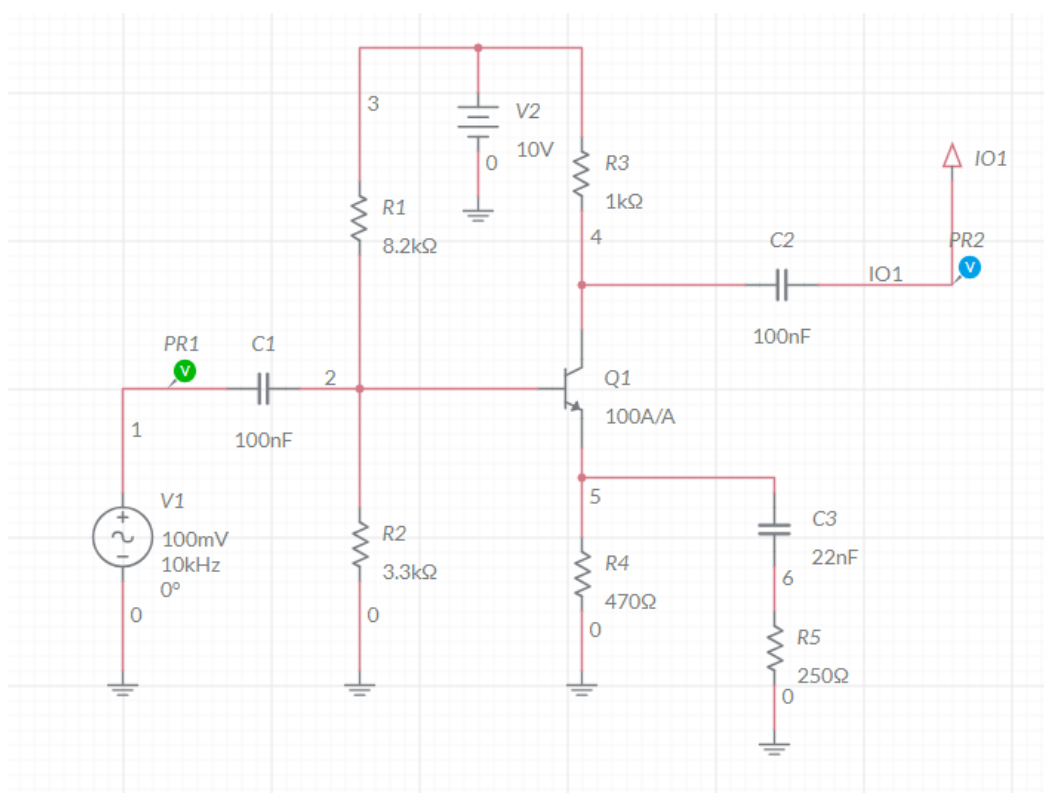 3
V2
10V
0
R3
1kΩ
IO1
R1
8.2kΩ
4
C2
PR2
V
IO1
100nF
PR1
V
C1
2
Q1
100A/A
1
100nF
5
V1
100mV
10kHz
0°
R2
3.3kΩ
C3
22nF
R4
470Ω
6
0
0
0
R5
250Ω
0